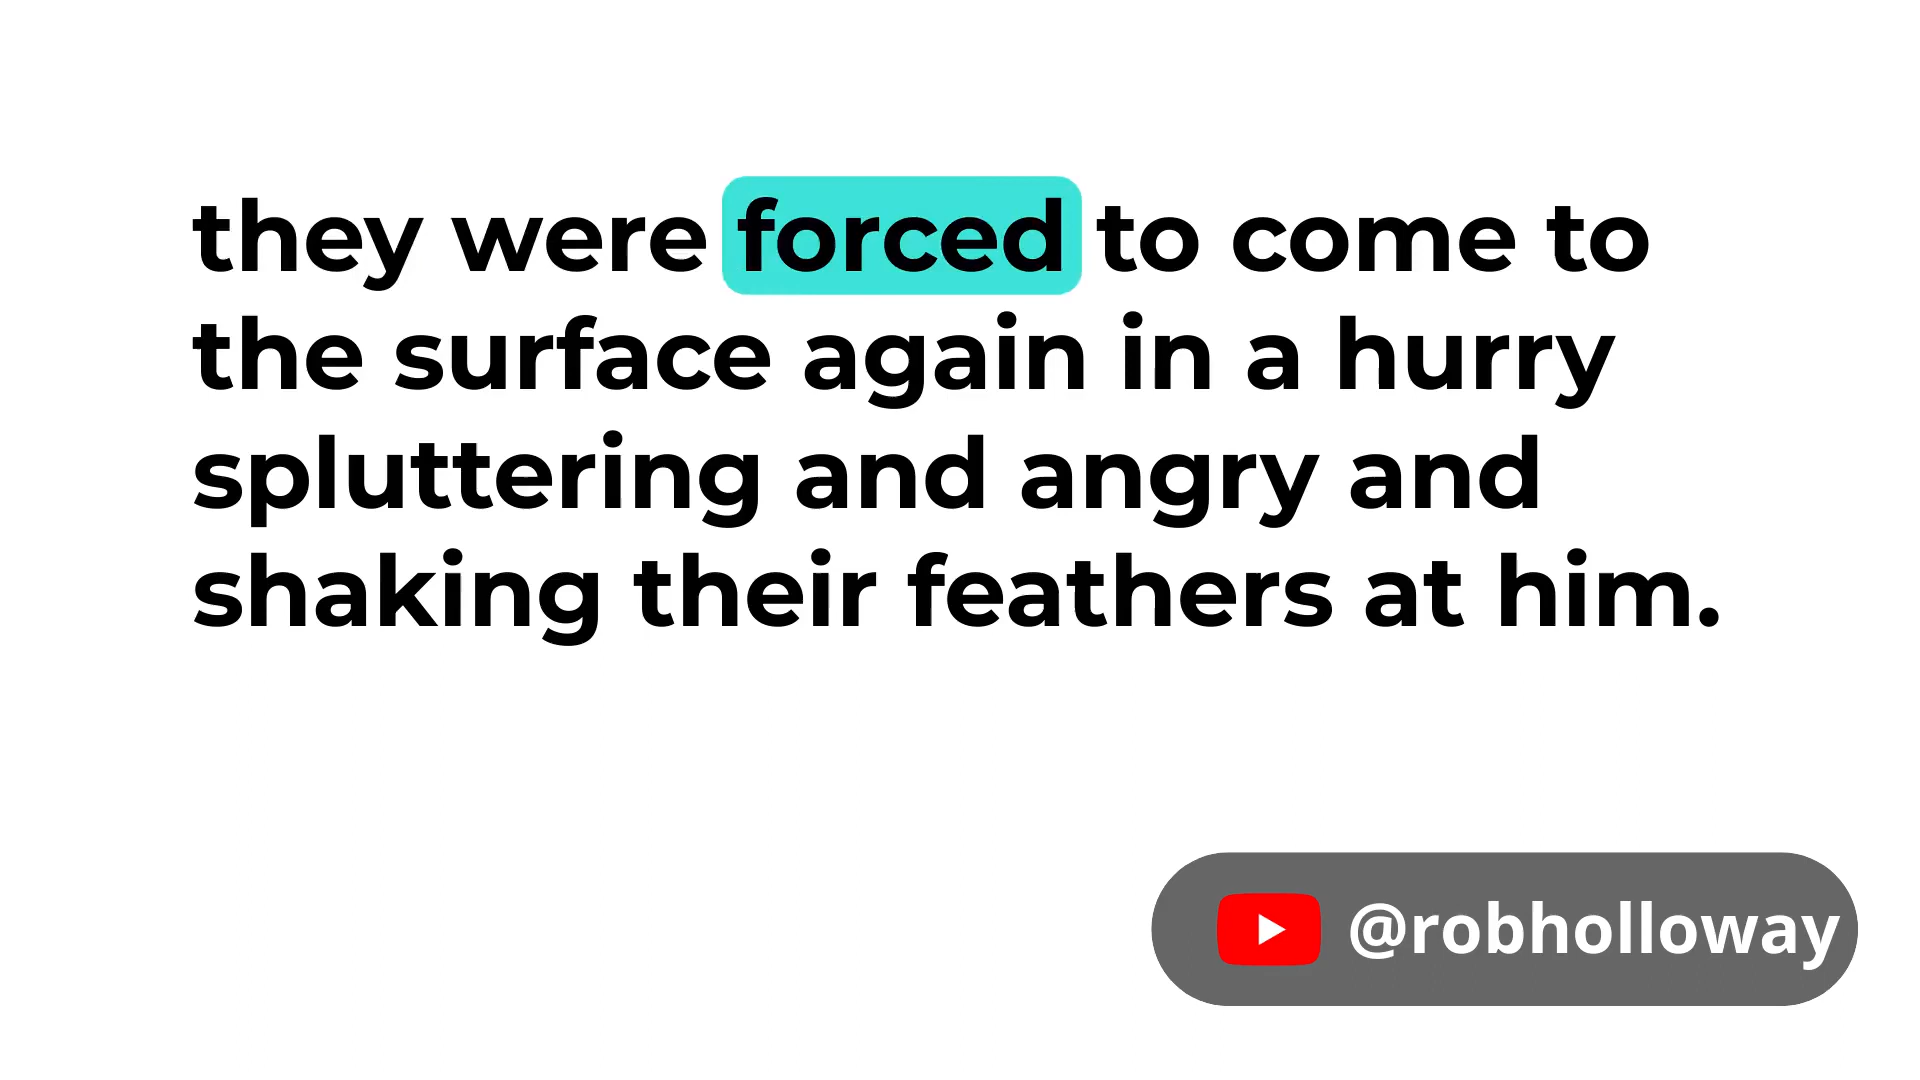 they were forced to come to
the surface again in a hurry
spluttering and angry and
shaking their feathers at him.
@robholloway